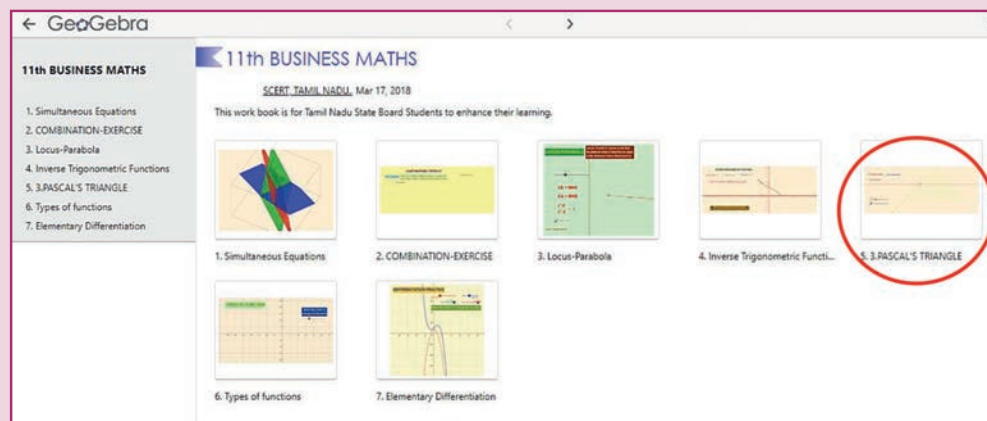 ← GeoGebra
11th BUSINESS MATHS
1. Simultaneous Equations
2. COMBINATION-EXERCISE
3. Locus-Parabola
4. Inverse Trigonometric Functions
5. 3.PASCAL'S TRIANGLE
6. Types of functions
7. Elementary Differentiation
11th BUSINESS MATHS
SCERT, TAMIL NADU, Mar 17, 2018
This work book is for Tamil Nadu State Board Students to enhance their learning.
1. Simultaneous Equations
2. COMBINATION-EXERCISE
3. Locus-Parabola
4. Inverse Trigonometric Functi...
5. 3.PASCAL'S TRIANGLE
6. Types of functions
7. Elementary Differentiation